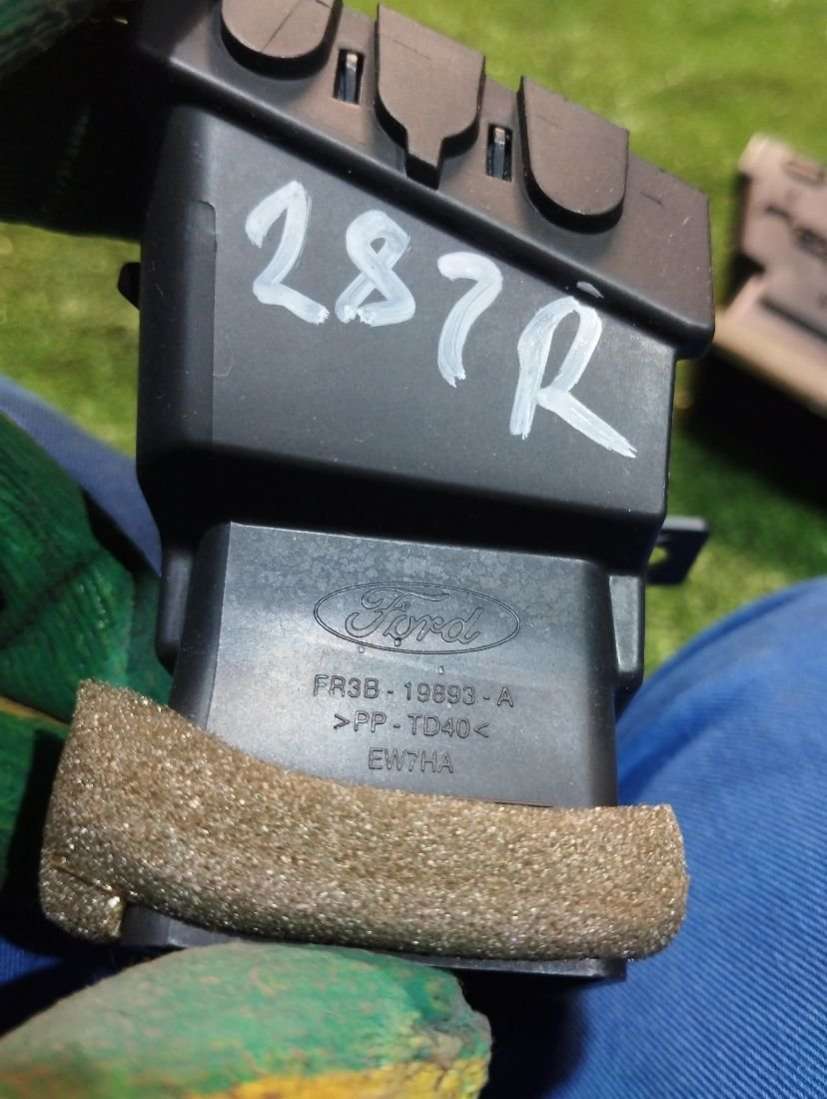 287R
Ford
FR3B-19893-A
>PP-TD40<
EW7HA